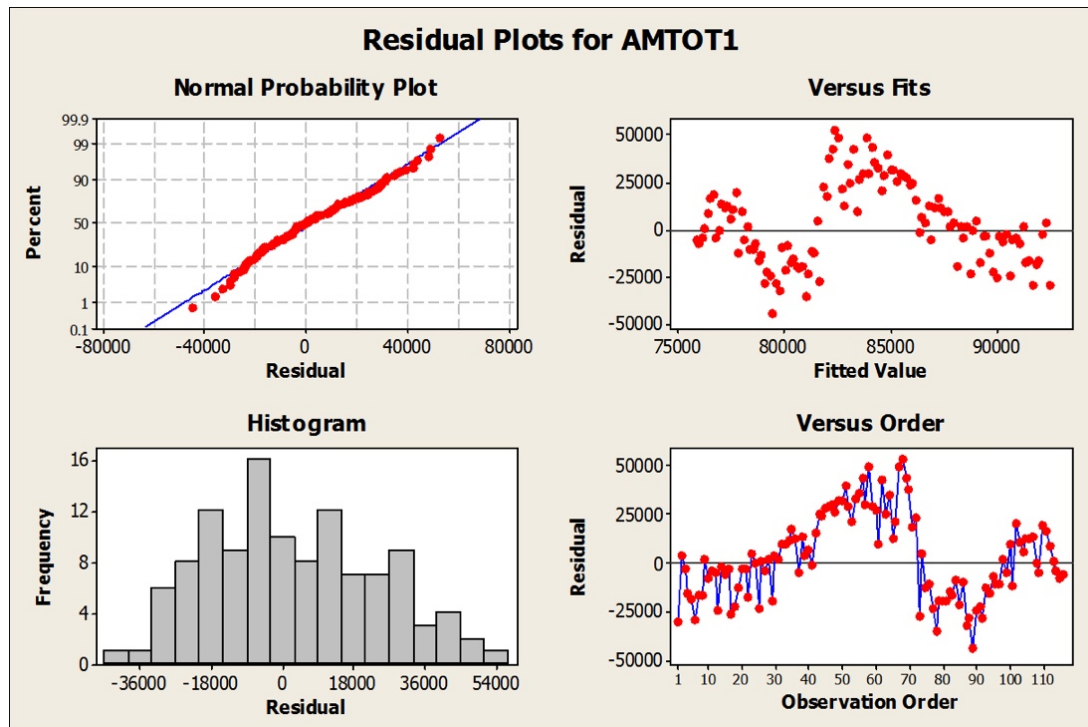 Residual Plots for AMTOT1
Normal Probability Plot
99.9
99
90
50
10
1
0.1
Percent
-80000 -40000 0 40000 80000
Residual
Versus Fits
50000
25000
0
-25000
-50000
Residual
75000 80000 85000 90000
Fitted Value
Histogram
16
12
8
4
0
Frequency
-36000 -18000 0 18000 36000 54000
Residual
Versus Order
50000
25000
0
-25000
-50000
Residual
1 10 20 30 40 50 60 70 80 90 100 110
Observation Order